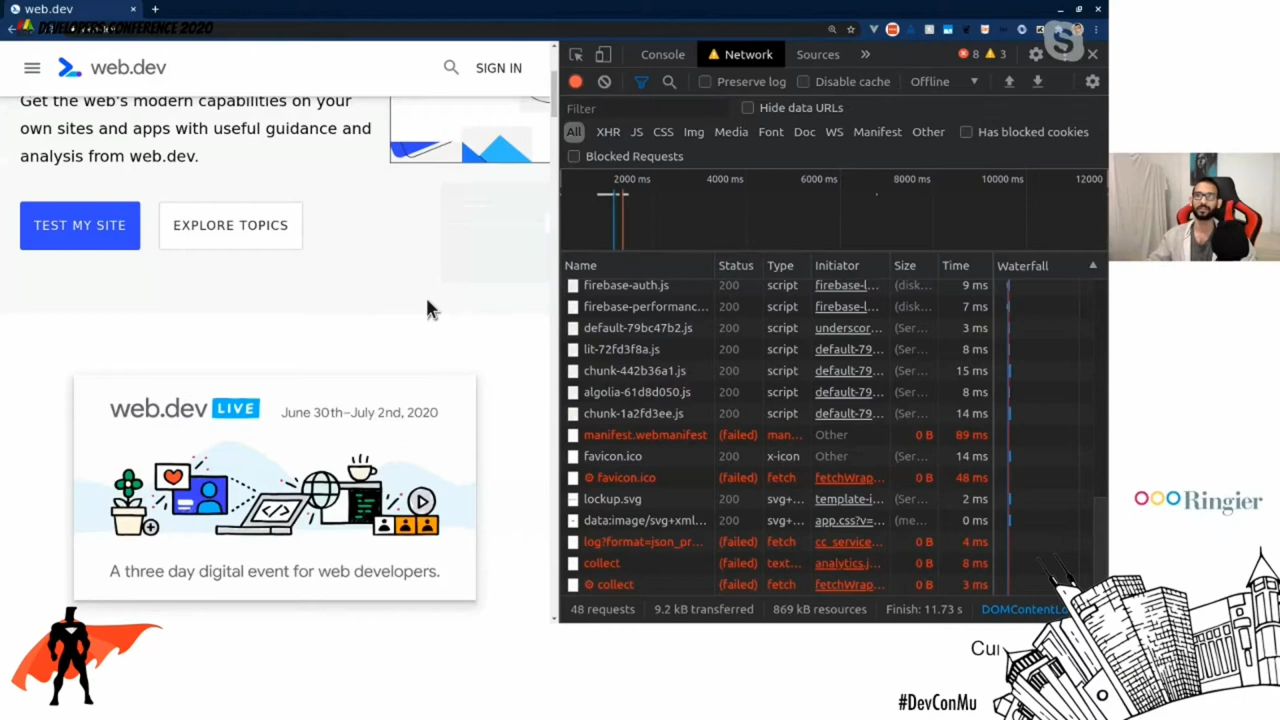 web.dev
DEVELOPERS CONFERENCE 2020
web.dev
SIGN IN
Get the web's modern capabilities on your
own sites and apps with useful guidance and
analysis from web.dev.
TEST MY SITE
EXPLORE TOPICS
web.dev LIVE June 30th–July 2nd, 2020
A three day digital event for web developers.
Console Network Sources 8 3
Preserve log Disable cache Offline
Filter Hide data URLs
All XHR JS CSS Img Media Font Doc WS Manifest Other Has blocked cookies
Blocked Requests
2000 ms 4000 ms 6000 ms 8000 ms 10000 ms 12000
Name Status Type Initiator Size Time Waterfall
firebase-auth.js 200 script firebase-l... (disk... 9 ms
firebase-performanc... 200 script firebase-l... (disk... 7 ms
default-79bc47b2.js 200 script underscor... (Ser... 3 ms
lit-72fd3f8a.js 200 script default-79... (Ser... 8 ms
chunk-442b36a1.js 200 script default-79... (Ser... 15 ms
algolia-61d8d050.js 200 script default-79... (Ser... 8 ms
chunk-1a2fd3ee.js 200 script default-79... (Ser... 14 ms
manifest.webmanifest (failed) man... Other 0 B 89 ms
favicon.ico 200 x-icon Other (Ser... 14 ms
favicon.ico (failed) fetch fetchWrap... 0 B 48 ms
lockup.svg 200 svg+... template-i... (Ser... 2 ms
data:image/svg+xml... 200 svg+... app.css?v=... (me... 0 ms
log?format=json_pr... (failed) fetch cc_service... 0 B 4 ms
collect (failed) text... analytics.j... 0 B 8 ms
collect (failed) fetch fetchWrap... 0 B 3 ms
48 requests 9.2 kB transferred 869 kB resources Finish: 11.73 s DOMContentLo
Ringier
Cur
#DevConMu